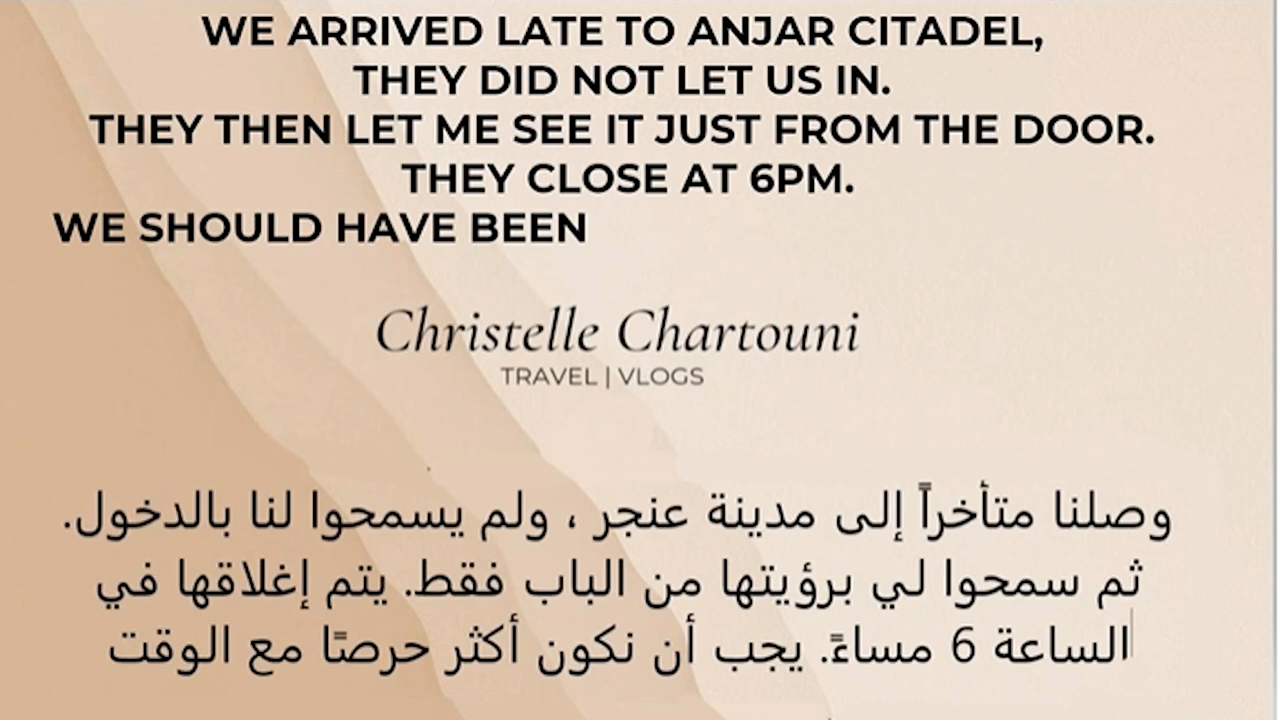 WE ARRIVED LATE TO ANJAR CITADEL,
THEY DID NOT LET US IN.
THEY THEN LET ME SEE IT JUST FROM THE DOOR.
THEY CLOSE AT 6PM.
WE SHOULD HAVE BEEN
Christelle Chartouni
TRAVEL | VLOGS
وصلنا متأخراً إلى مدينة عنجر ، ولم يسمحوا لنا بالدخول.
ثم سمحوا لي برؤيتها من الباب فقط. يتم إغلاقها في
الساعة 6 مساءً. يجب أن نكون أكثر حرصًا مع الوقت